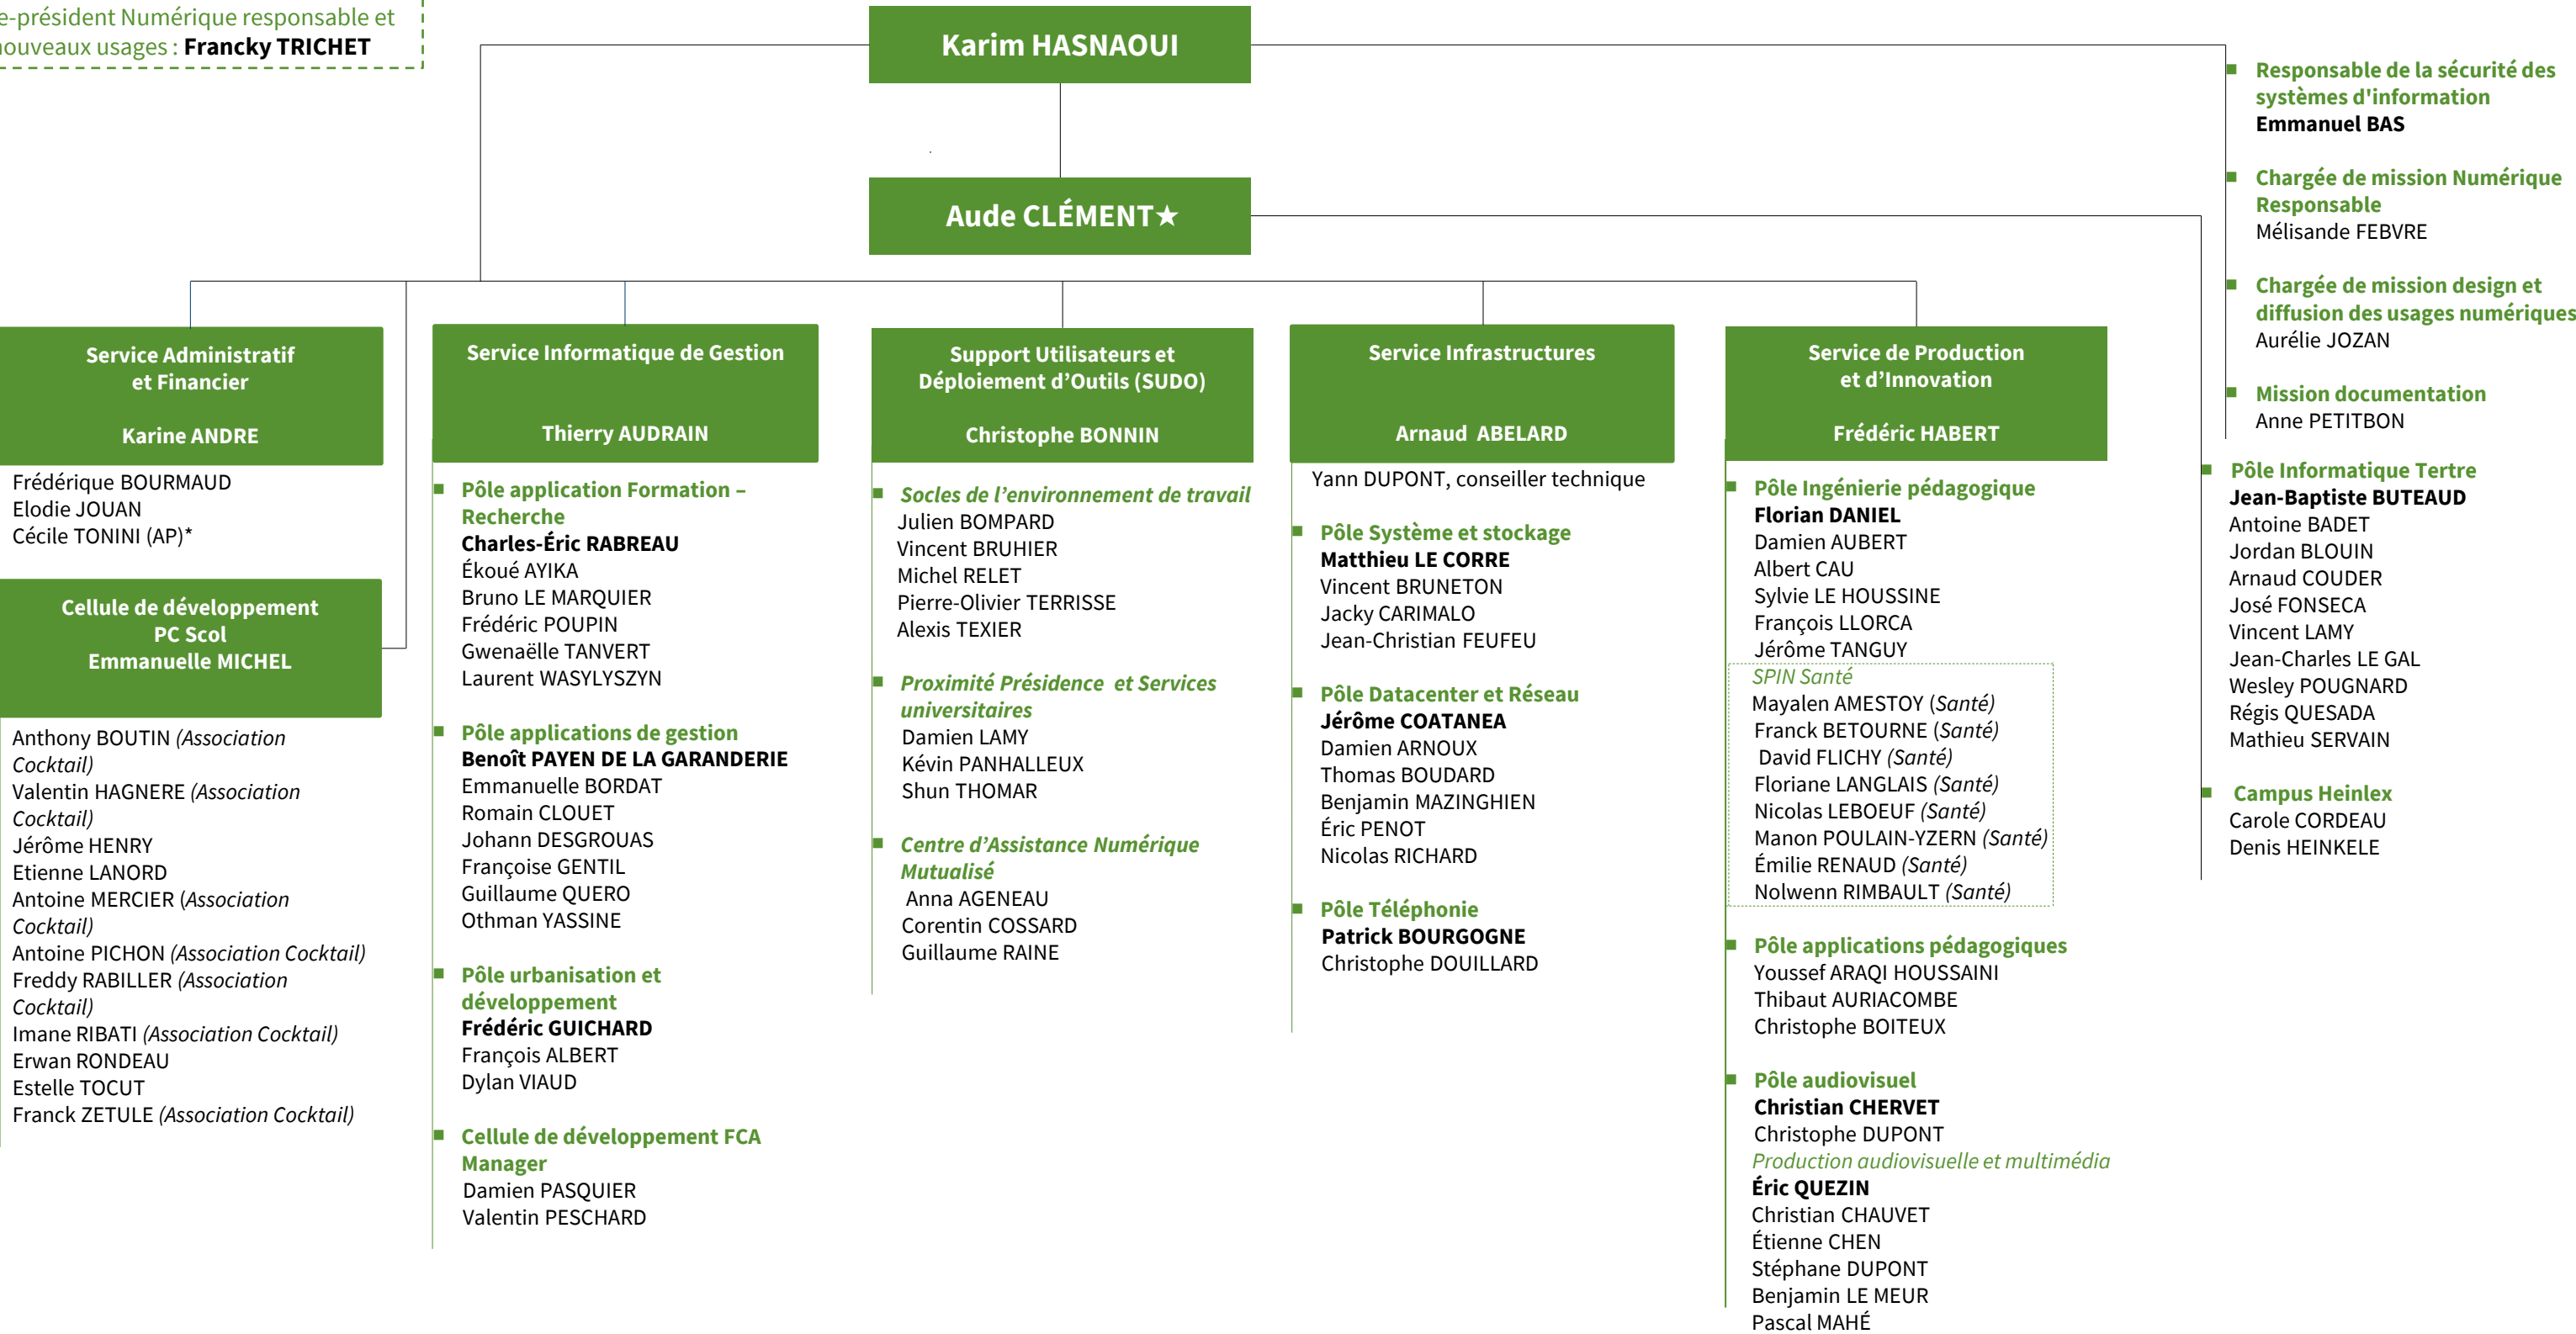 e-président Numérique responsable et
nouveaux usages : Francky TRICHET
Karim HASNAOUI
Aude CLÉMENT★
Responsable de la sécurité des
systèmes d'information
Emmanuel BAS
Chargée de mission Numérique
Responsable
Mélisande FEBVRE
Chargée de mission design et
diffusion des usages numériques
Aurélie JOZAN
Mission documentation
Anne PETITBON
Service Administratif
et Financier
Karine ANDRE
Frédérique BOURMAUD
Elodie JOUAN
Cécile TONINI (AP)*
Cellule de développement
PC Scol
Emmanuelle MICHEL
Anthony BOUTIN (Association
Cocktail)
Valentin HAGNERE (Association
Cocktail)
Jérôme HENRY
Etienne LANORD
Antoine MERCIER (Association
Cocktail)
Antoine PICHON (Association Cocktail)
Freddy RABILLER (Association
Cocktail)
Imane RIBATI (Association Cocktail)
Erwan RONDEAU
Estelle TOCUT
Franck ZETULE (Association Cocktail)
Service Informatique de Gestion
Thierry AUDRAIN
Pôle application Formation –
Recherche
Charles-Éric RABREAU
Ékoué AYIKA
Bruno LE MARQUIER
Frédéric POUPIN
Gwenaëlle TANVERT
Laurent WASYLYSZYN
Pôle applications de gestion
Benoît PAYEN DE LA GARANDERIE
Emmanuelle BORDAT
Romain CLOUET
Johann DESGROUAS
Françoise GENTIL
Guillaume QUERO
Othman YASSINE
Pôle urbanisation et
développement
Frédéric GUICHARD
François ALBERT
Dylan VIAUD
Cellule de développement FCA
Manager
Damien PASQUIER
Valentin PESCHARD
Support Utilisateurs et
Déploiement d’Outils (SUDO)
Christophe BONNIN
Socles de l’environnement de travail
Julien BOMPARD
Vincent BRUHIER
Michel RELET
Pierre-Olivier TERRISSE
Alexis TEXIER
Proximité Présidence et Services
universitaires
Damien LAMY
Kévin PANHALLEUX
Shun THOMAR
Centre d’Assistance Numérique
Mutualisé
Anna AGENEAU
Corentin COSSARD
Guillaume RAINE
Service Infrastructures
Arnaud ABELARD
Yann DUPONT, conseiller technique
Pôle Système et stockage
Matthieu LE CORRE
Vincent BRUNETON
Jacky CARIMALO
Jean-Christian FEUFEU
Pôle Datacenter et Réseau
Jérôme COATANEA
Damien ARNOUX
Thomas BOUDARD
Benjamin MAZINGHIEN
Éric PENOT
Nicolas RICHARD
Pôle Téléphonie
Patrick BOURGOGNE
Christophe DOUILLARD
Service de Production
et d’Innovation
Frédéric HABERT
Pôle Ingénierie pédagogique
Florian DANIEL
Damien AUBERT
Albert CAU
Sylvie LE HOUSSINE
François LLORCA
Jérôme TANGUY
SPIN Santé
Mayalen AMESTOY (Santé)
Franck BETOURNE (Santé)
David FLICHY (Santé)
Floriane LANGLAIS (Santé)
Nicolas LEBOEUF (Santé)
Manon POULAIN-YZERN (Santé)
Émilie RENAUD (Santé)
Nolwenn RIMBAULT (Santé)
Pôle applications pédagogiques
Youssef ARAQI HOUSSAINI
Thibaut AURIACOMBE
Christophe BOITEUX
Pôle audiovisuel
Christian CHERVET
Christophe DUPONT
Production audiovisuelle et multimédia
Éric QUEZIN
Christian CHAUVET
Étienne CHEN
Stéphane DUPONT
Benjamin LE MEUR
Pascal MAHÉ
Pôle Informatique Tertre
Jean-Baptiste BUTEAUD
Antoine BADET
Jordan BLOUIN
Arnaud COUDER
José FONSECA
Vincent LAMY
Jean-Charles LE GAL
Wesley POUGNARD
Régis QUESADA
Mathieu SERVAIN
Campus Heinlex
Carole CORDEAU
Denis HEINKELE